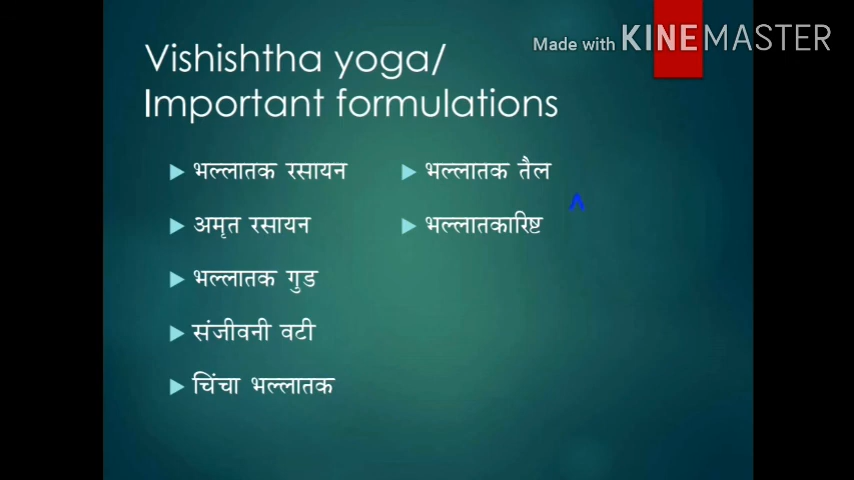 Made with KINEMASTER
Vishishtha yoga/
Important formulations
भल्लातक रसायन
अमृत रसायन
भल्लातक गुड
संजीवनी वटी
चिंचा भल्लातक
भल्लातक तैल
भल्लातकारिष्ट